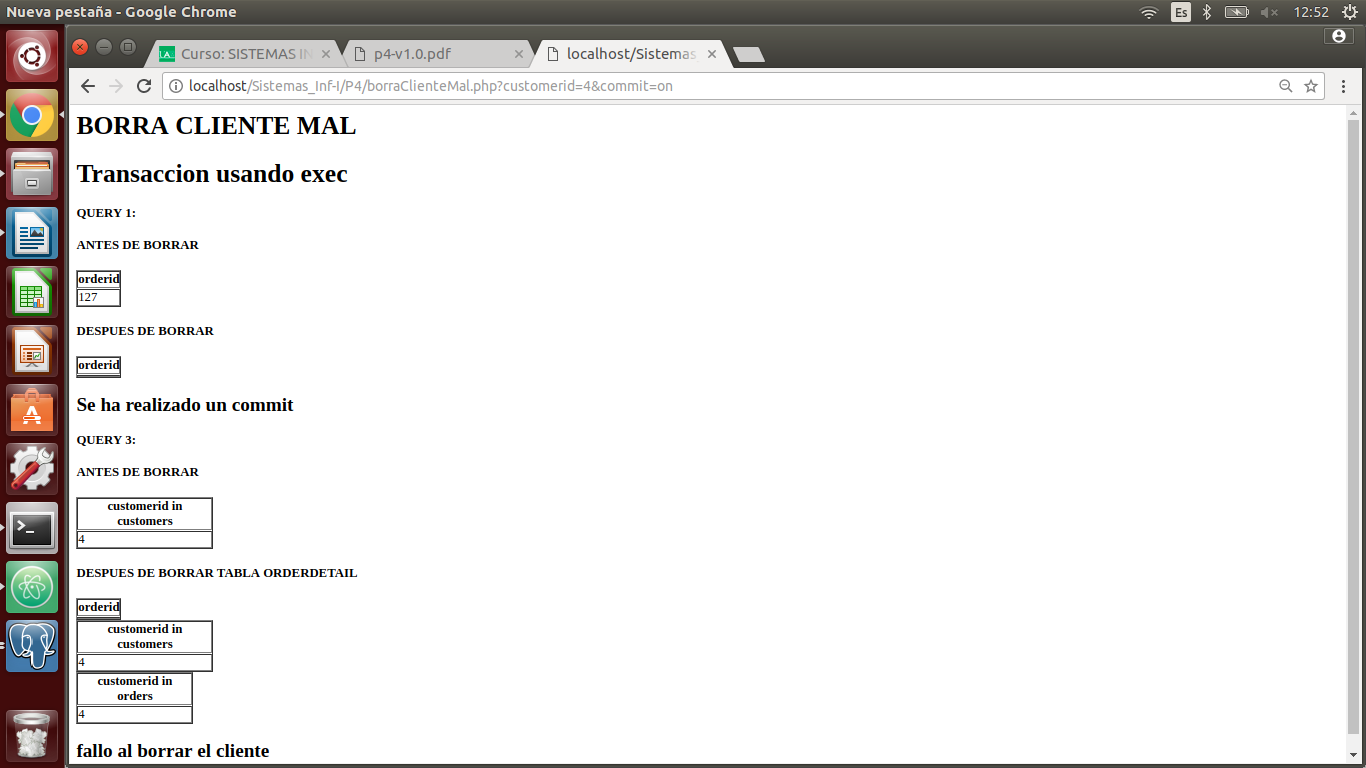 Nueva pestaña - Google Chrome
Es
12:52
Curso: SISTEMAS IN
p4-v1.0.pdf
localhost/Sistemas
localhost/Sistemas_Inf-I/P4/borraClienteMal.php?customerid=4&commit=on
BORRA CLIENTE MAL
Transaccion usando exec
QUERY 1:
ANTES DE BORRAR
orderid
127
DESPUES DE BORRAR
orderid
Se ha realizado un commit
QUERY 3:
ANTES DE BORRAR
customerid in
customers
4
DESPUES DE BORRAR TABLA ORDERDETAIL
orderid
customerid in
customers
4
customerid in
orders
4
fallo al borrar el cliente